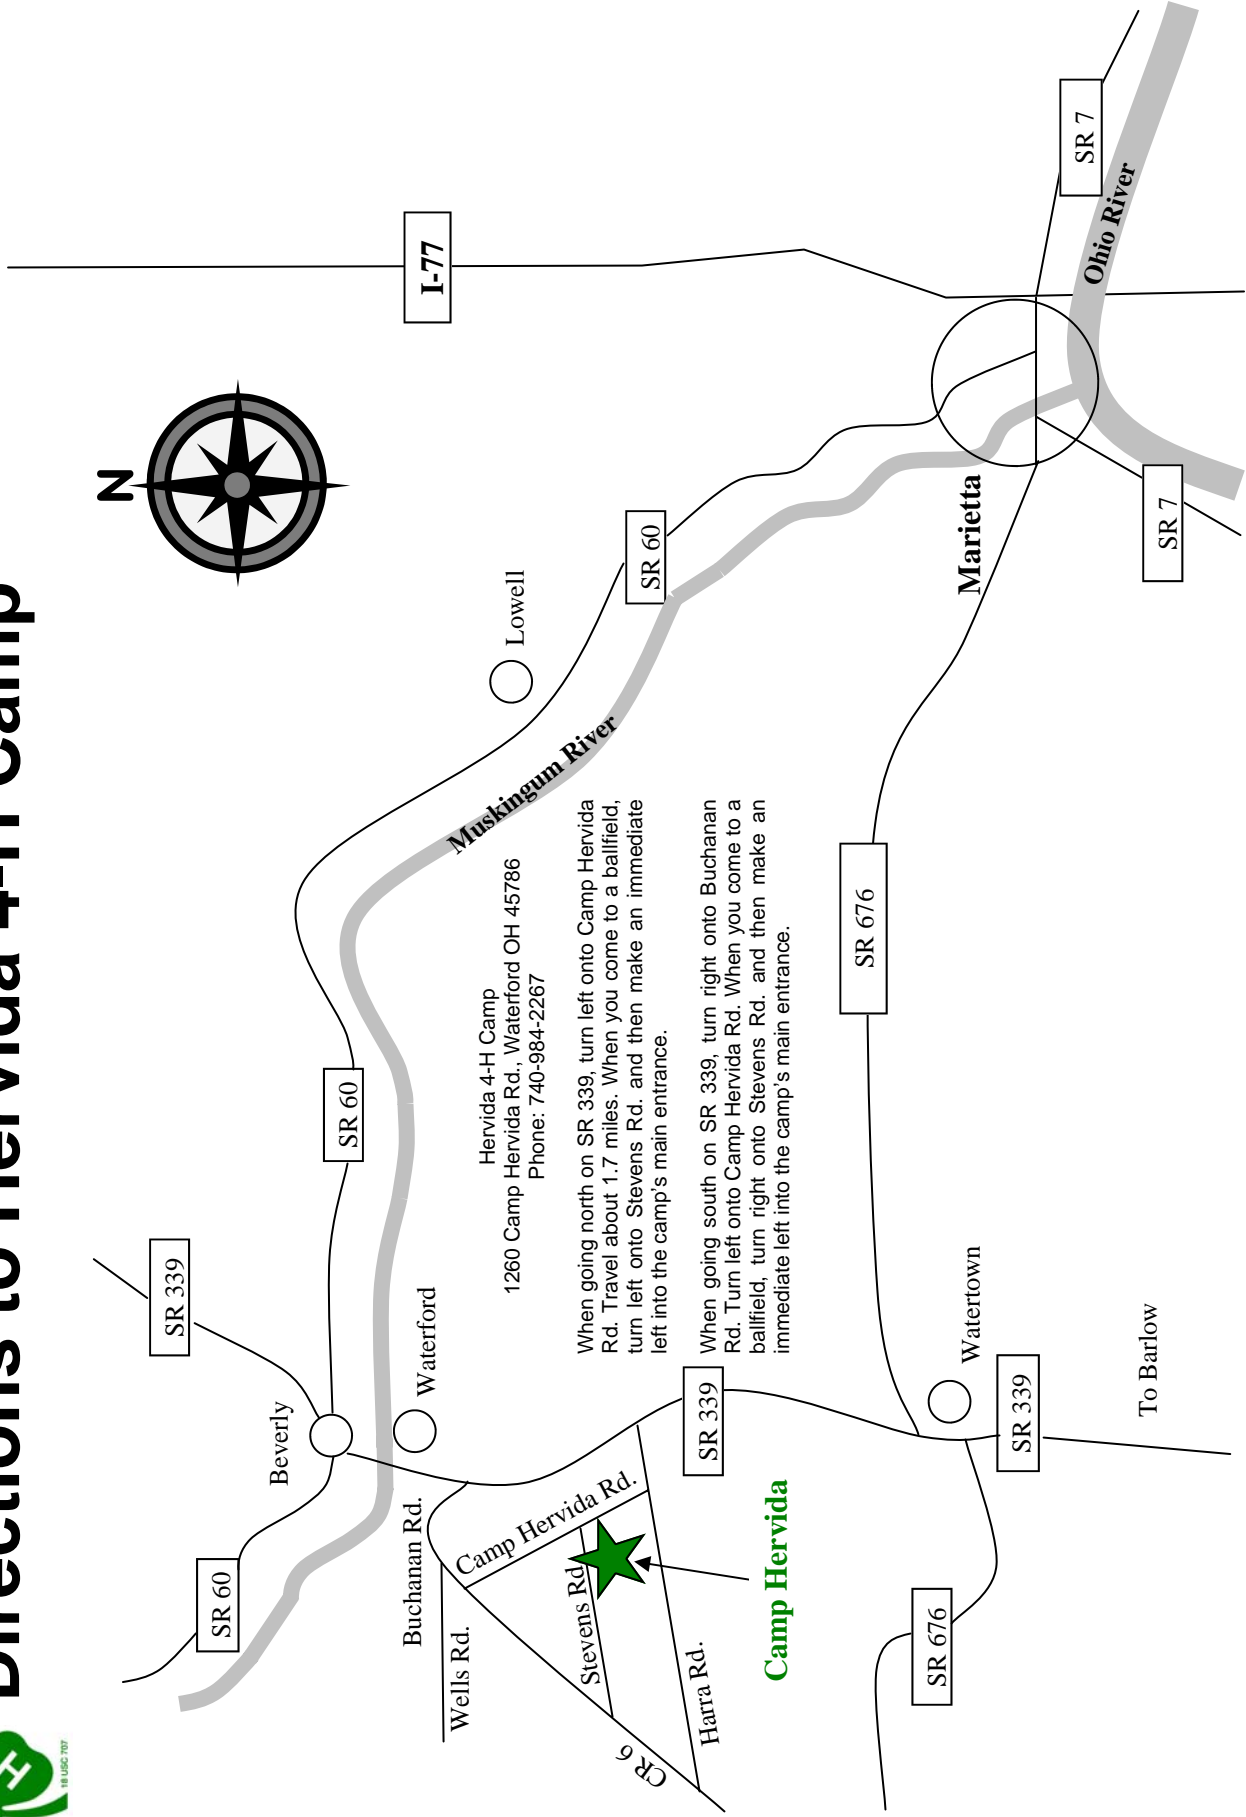 Directions to Hervida 4-H Camp
H
18 USC 707
N
SR 60
SR 339
Beverly
SR 60
Waterford
Muskingum River
Lowell
SR 60
I-77
Hervida 4-H Camp
1260 Camp Hervida Rd., Waterford OH 45786
Phone: 740-984-2267
When going north on SR 339, turn left onto Camp Hervida
Rd. Travel about 1.7 miles. When you come to a ballfield,
turn left onto Stevens Rd. and then make an immediate
left into the camp's main entrance.
When going south on SR 339, turn right onto Buchanan
Rd. Turn left onto Camp Hervida Rd. When you come to a
ballfield, turn right onto Stevens Rd. and then make an
immediate left into the camp's main entrance.
Buchanan Rd.
Wells Rd.
Camp Hervida Rd.
Stevens Rd
CR 6
Harra Rd.
SR 339
Camp Hervida
SR 676
SR 676
Watertown
SR 339
To Barlow
Marietta
SR 7
Ohio River
SR 7